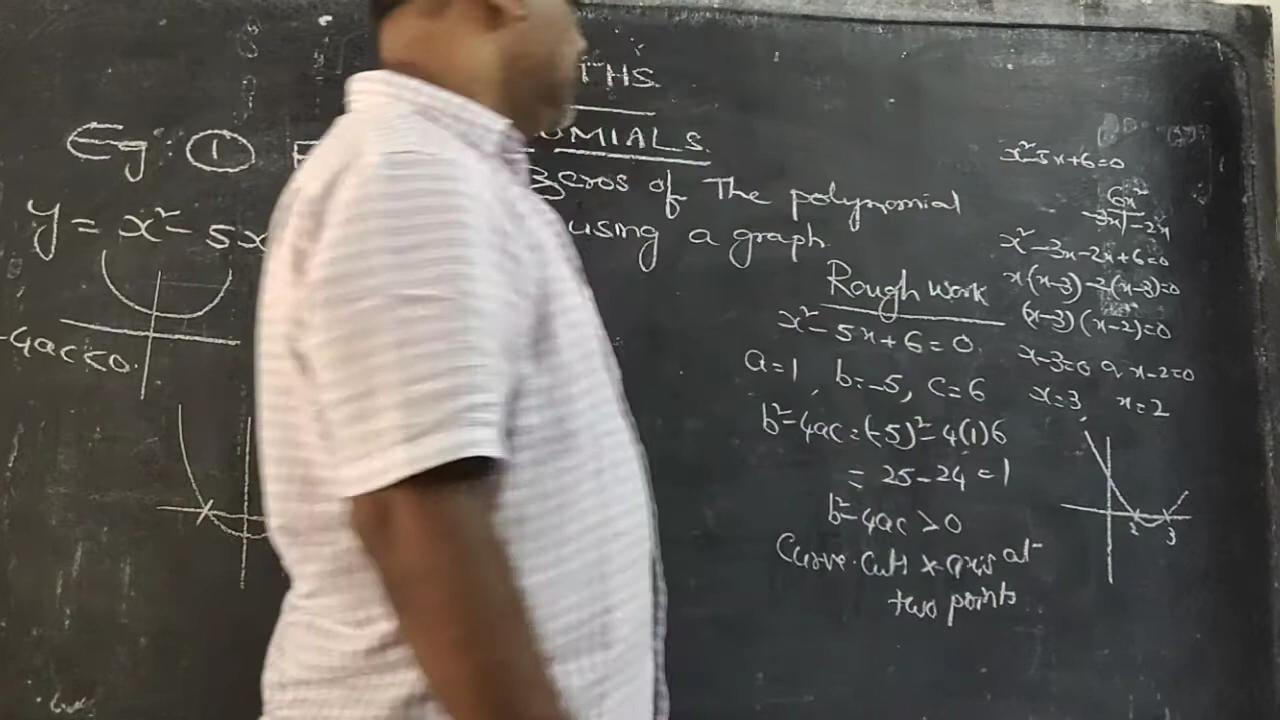 THS.
OMIALS.
Eg: 1
zeros of The polynomial
y = x² - 5x
using a graph.
-4ac<0.
Rough work
x² - 5x + 6 = 0.
a=1, b=-5, c=6
b²-4ac = (-5)² - 4(1)6
= 25-24 = 1
b²-4ac > 0
Curve cuts x axis at
two points
x²-5x+6=0
6x²
-3x | -2x
x²-3x-2x+6=0
x(x-3)-2(x-3)=0
(x-3)(x-2)=0
x-3=0 x-2=0
x=3, x=2
2 3